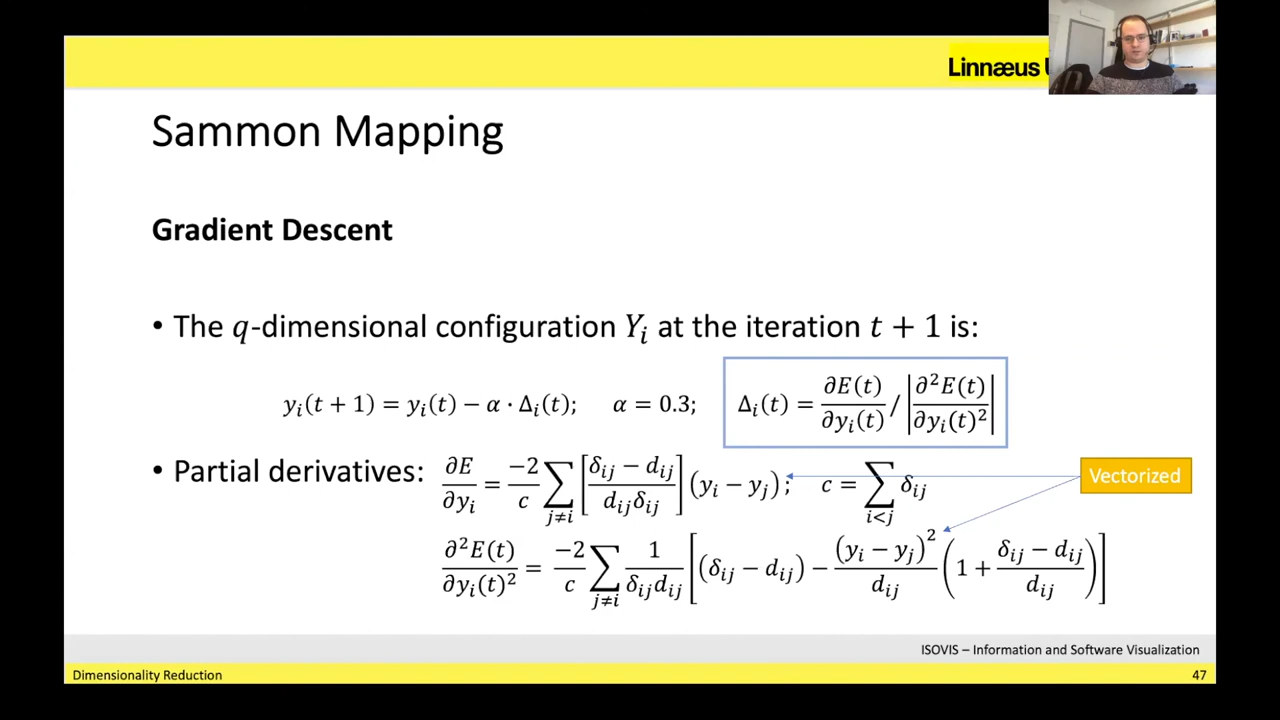 Linnæus
Sammon Mapping
Gradient Descent
• The q-dimensional configuration Yᵢ at the iteration t + 1 is:
yᵢ(t + 1) = yᵢ(t) − α · Δᵢ(t); α = 0.3; Δᵢ(t) = ∂E(t)/∂yᵢ(t) / |∂²E(t)/∂yᵢ(t)²|
• Partial derivatives: ∂E/∂yᵢ = −2/c ∑_{j≠i} [(δᵢⱼ − dᵢⱼ)/(dᵢⱼδᵢⱼ)] (yᵢ − yⱼ); c = ∑_{i<j} δᵢⱼ
Vectorized
∂²E(t)/∂yᵢ(t)² = −2/c ∑_{j≠i} 1/(δᵢⱼdᵢⱼ) [(δᵢⱼ − dᵢⱼ) − (yᵢ − yⱼ)²/dᵢⱼ (1 + (δᵢⱼ − dᵢⱼ)/dᵢⱼ)]
ISOVIS – Information and Software Visualization
Dimensionality Reduction
47